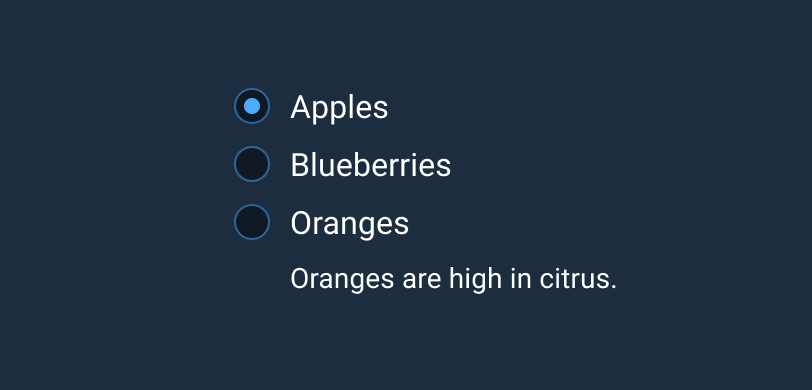 Apples
Blueberries
Oranges
Oranges are high in citrus.